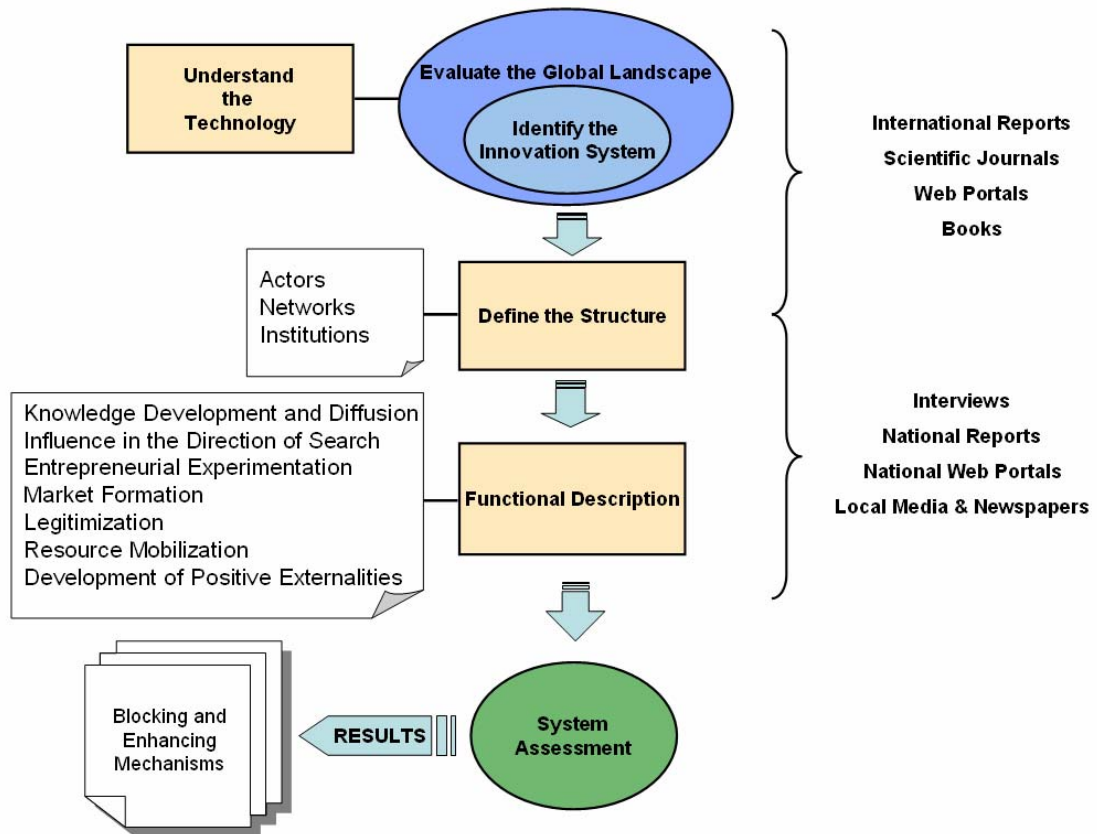 Understand
the
Technology
Evaluate the Global Landscape
Identify the
Innovation System
International Reports
Scientific Journals
Web Portals
Books
Actors
Networks
Institutions
Define the Structure
Knowledge Development and Diffusion
Influence in the Direction of Search
Entrepreneurial Experimentation
Market Formation
Legitimization
Resource Mobilization
Development of Positive Externalities
Functional Description
Interviews
National Reports
National Web Portals
Local Media & Newspapers
Blocking and
Enhancing
Mechanisms
RESULTS
System
Assessment